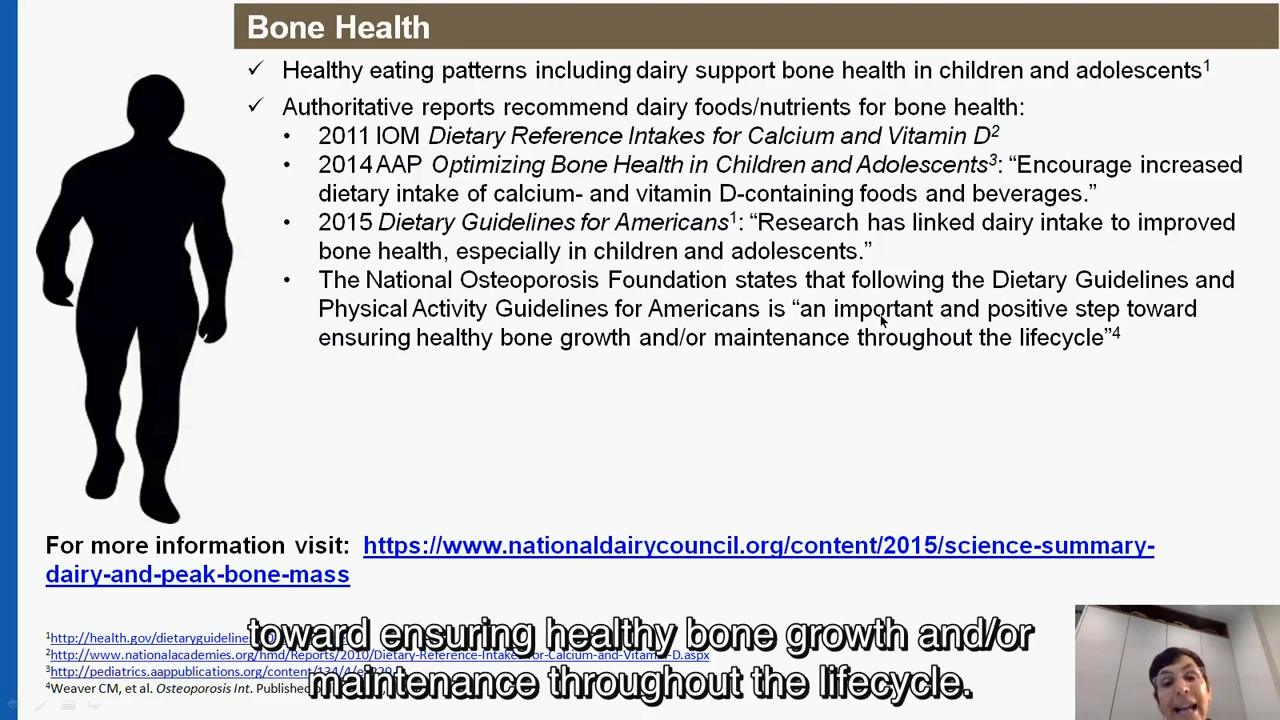 Bone Health
✓ Healthy eating patterns including dairy support bone health in children and adolescents1
✓ Authoritative reports recommend dairy foods/nutrients for bone health:
• 2011 IOM Dietary Reference Intakes for Calcium and Vitamin D2
• 2014 AAP Optimizing Bone Health in Children and Adolescents3: “Encourage increased
dietary intake of calcium- and vitamin D-containing foods and beverages.”
• 2015 Dietary Guidelines for Americans1: “Research has linked dairy intake to improved
bone health, especially in children and adolescents.”
• The National Osteoporosis Foundation states that following the Dietary Guidelines and
Physical Activity Guidelines for Americans is “an important and positive step toward
ensuring healthy bone growth and/or maintenance throughout the lifecycle”4
For more information visit: https://www.nationaldairycouncil.org/content/2015/science-summary-
dairy-and-peak-bone-mass
1http://health.gov/dietaryguideline
2http://www.nationalacademies.org/hmd/Reports/2010/Dietary-Reference-Intakes-for-Calcium-and-Vitamin-D.aspx
3http://pediatrics.aappublications.org/content/134/4/e
4Weaver CM, et al. Osteoporosis Int. Published
toward ensuring healthy bone growth and/or
maintenance throughout the lifecycle.